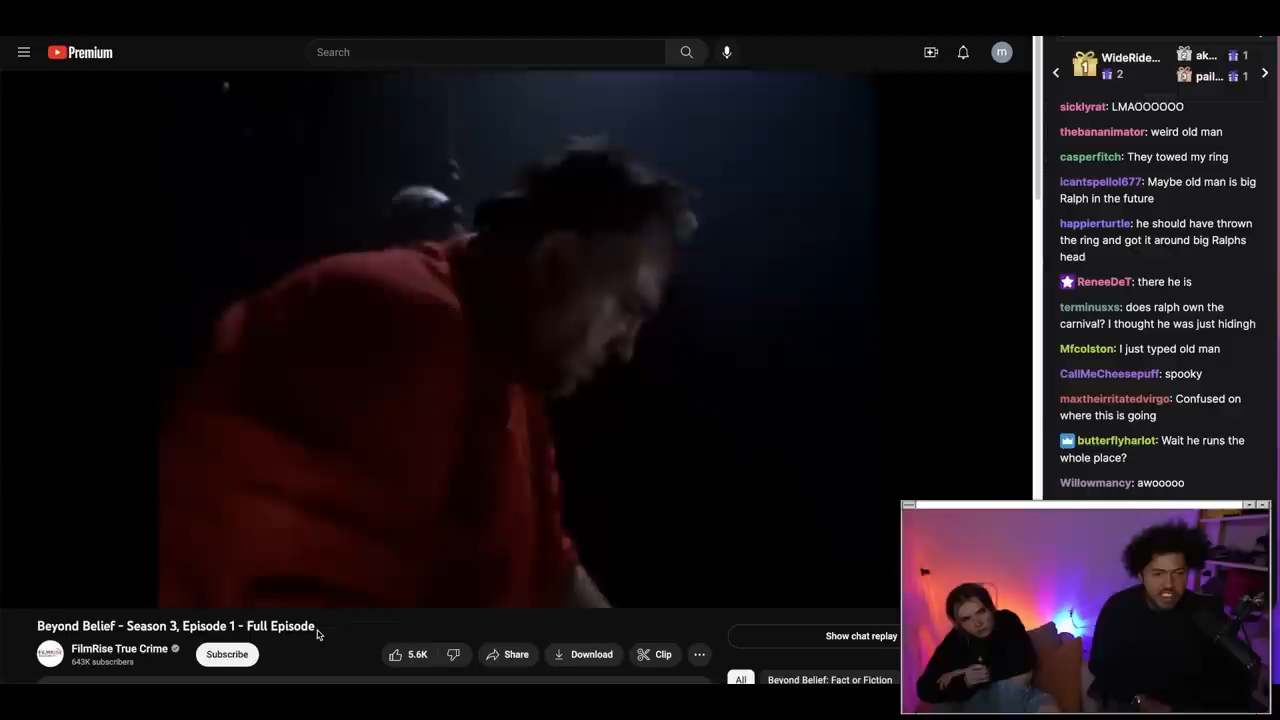 Premium
Search
m
1
WideRide...
2
2
ak...
1
3
pail...
1
sicklyrat: LMAOOOOOO
thebananimator: weird old man
casperfitch: They towed my ring
icantspellol677: Maybe old man is big
Ralph in the future
happierturtle: he should have thrown
the ring and got it around big Ralphs
head
ReneeDeT: there he is
terminusxs: does ralph own the
carnival? I thought he was just hidingh
Mfcolston: I just typed old man
CallMeCheesepuff: spooky
maxtheirritatedvirgo: Confused on
where this is going
butterflyharlot: Wait he runs the
whole place?
Willowmancy: awooooo
Beyond Belief - Season 3, Episode 1 - Full Episode
FILMRISE
FilmRise True Crime
643K subscribers
Subscribe
5.6K
Share
Download
Clip
Show chat replay
All
Beyond Belief: Fact or Fiction